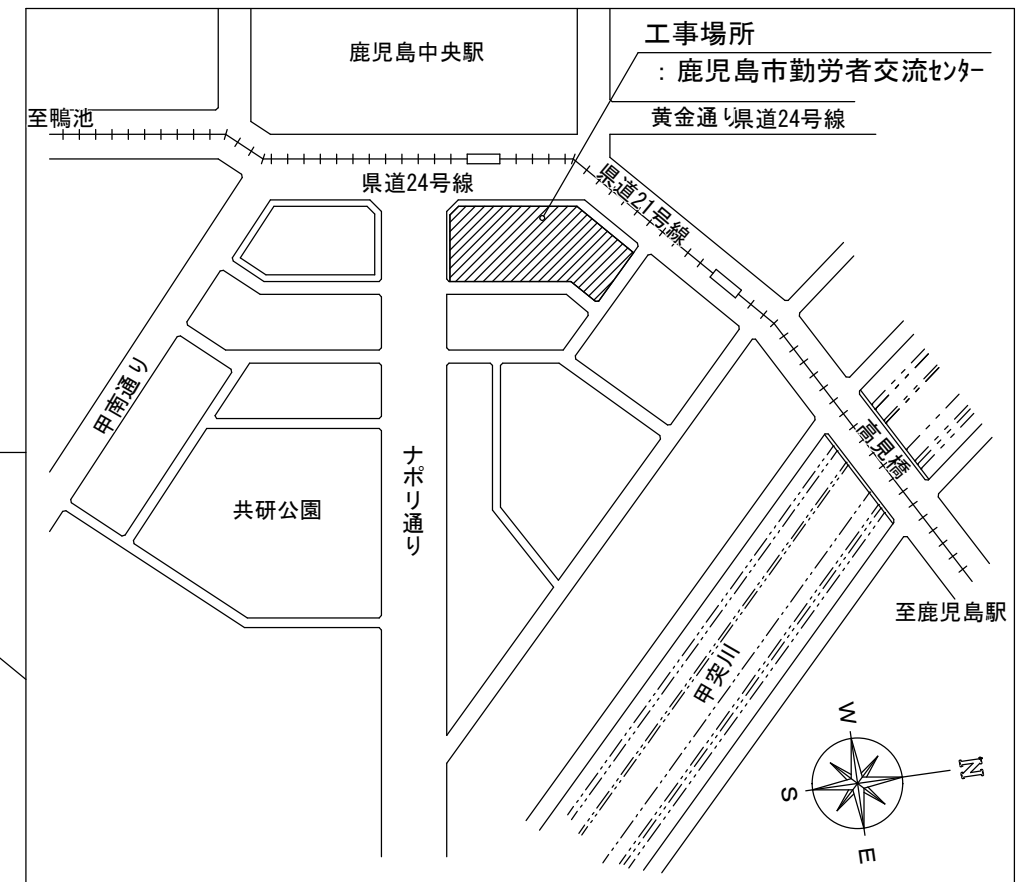 工事場所
：鹿児島市勤労者交流センター
鹿児島中央駅
至鴨池
黄金通り県道24号線
県道24号線
県道21号線
甲南通り
ナポリ通り
高見橋
共研公園
至鹿児島駅
甲突川
W
N
S
E